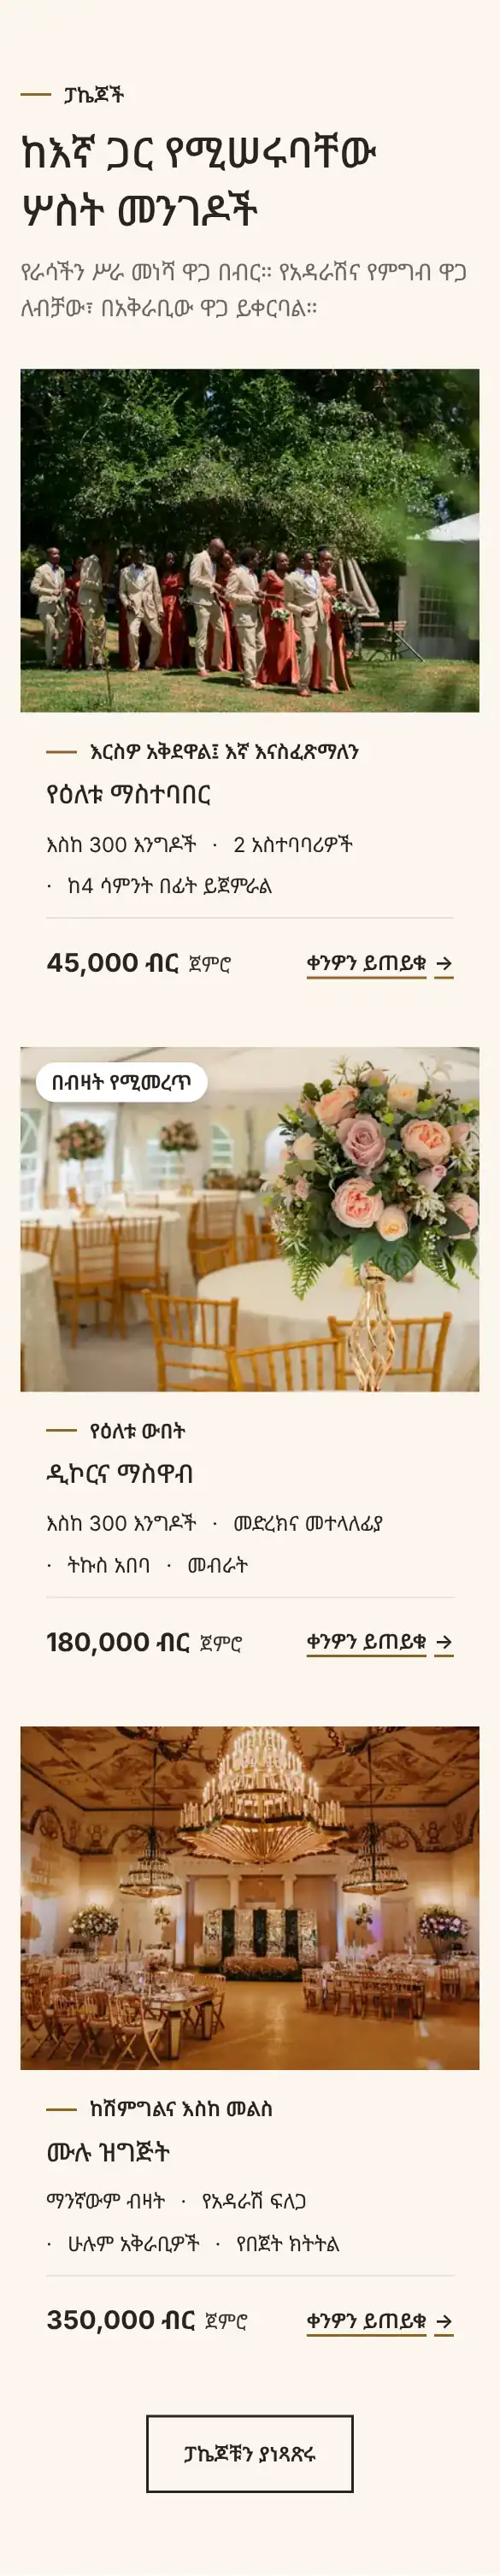 ፓኬጆች
ከእኛ ጋር የሚሠሩባቸው
ሦስት መንገዶች
የራሳችን ሥራ መነሻ ዋጋ በብር። የአዳራሽና የምግብ ዋጋ
ለብቻው፣ በአቅራቢው ዋጋ ይቀርባል።
እርስዎ አቅደዋል፤ እኛ እናስፈጽማለን
የዕለቱ ማስተባበር
እስከ 300 እንግዶች · 2 አስተባባሪዎች
· ከ4 ሳምንት በፊት ይጀምራል
45,000 ብር ጀምሮ ቀንዎን ይጠይቁ →
በብዛት የሚመረጥ
የዕለቱ ውበት
ዲኮርና ማስዋብ
እስከ 300 እንግዶች · መድረክና መተላለፊያ
· ትኩስ አበባ · መብራት
180,000 ብር ጀምሮ ቀንዎን ይጠይቁ →
ከሽምግልና እስከ መልስ
ሙሉ ዝግጅት
ማንኛውም ብዛት · የአዳራሽ ፍለጋ
· ሁሉም አቅራቢዎች · የበጀት ክትትል
350,000 ብር ጀምሮ ቀንዎን ይጠይቁ →
ፓኬጆቹን ያነጻጽሩ